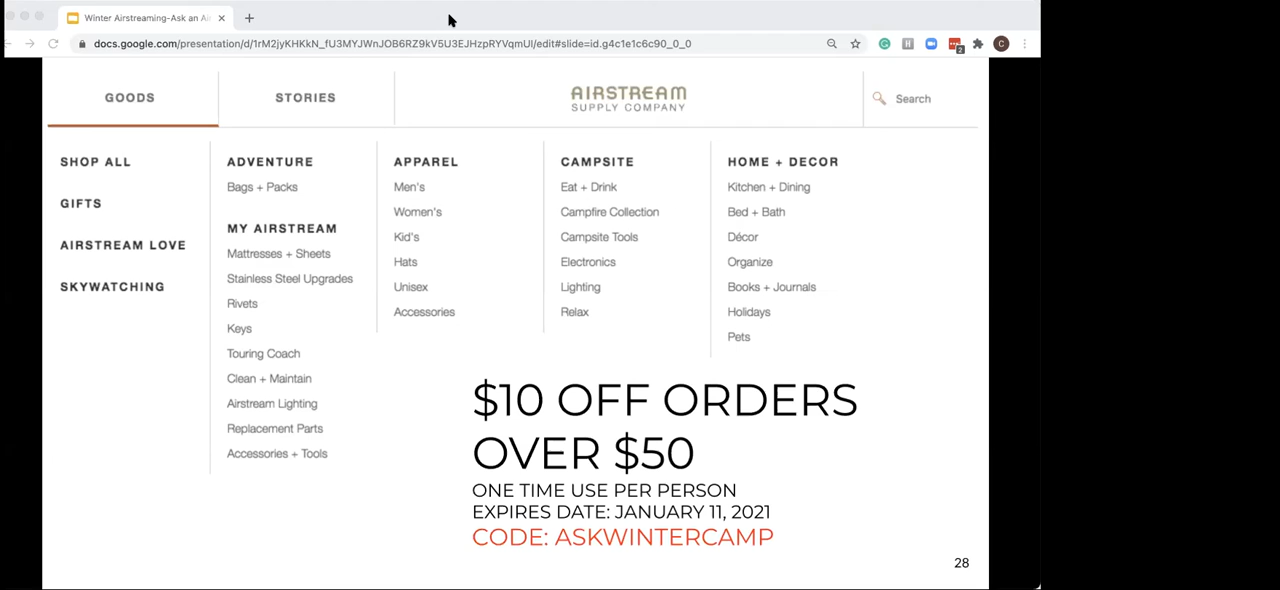 Winter Airstreaming-Ask an Ai
docs.google.com/presentation/d/1rM2jyKHKkN_fU3MYJWnJOB6RZ9kV5U3EJHzpRYVqmUI/edit#slide=id.g4c1e1c6c90_0_0
H
2
C
GOODS
STORIES
AIRSTREAM
SUPPLY COMPANY
Search
SHOP ALL
GIFTS
AIRSTREAM LOVE
SKYWATCHING
ADVENTURE
Bags + Packs
MY AIRSTREAM
Mattresses + Sheets
Stainless Steel Upgrades
Rivets
Keys
Touring Coach
Clean + Maintain
Airstream Lighting
Replacement Parts
Accessories + Tools
APPAREL
Men's
Women's
Kid's
Hats
Unisex
Accessories
CAMPSITE
Eat + Drink
Campfire Collection
Campsite Tools
Electronics
Lighting
Relax
HOME + DECOR
Kitchen + Dining
Bed + Bath
Décor
Organize
Books + Journals
Holidays
Pets
$10 OFF ORDERS
OVER $50
ONE TIME USE PER PERSON
EXPIRES DATE: JANUARY 11, 2021
CODE: ASKWINTERCAMP
28